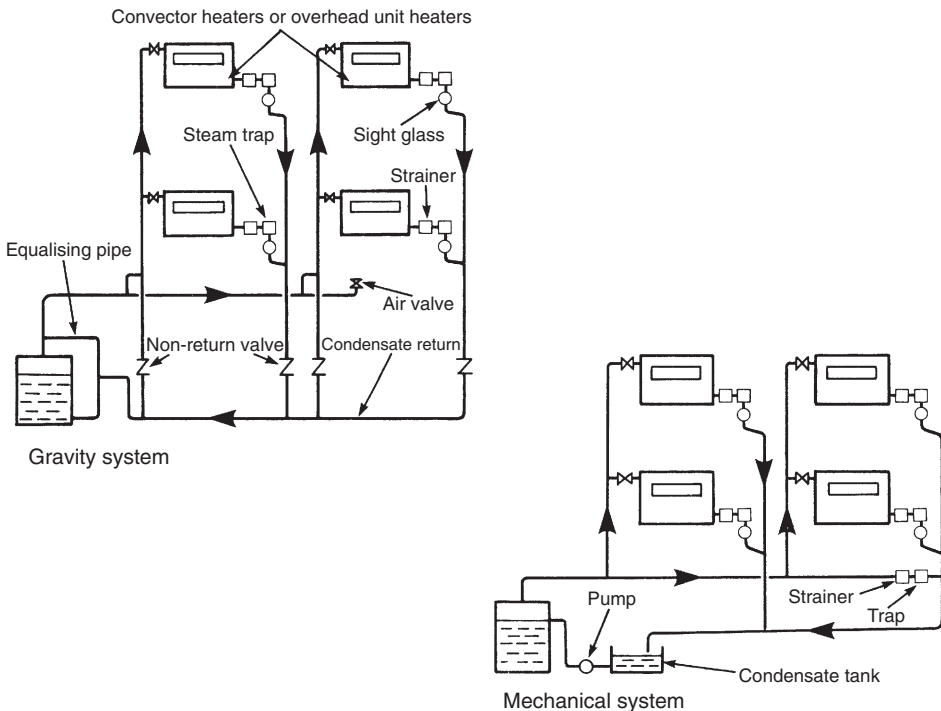 Convector heaters or overhead unit heaters
Steam trap
Sight glass
Strainer
Equalising pipe
Air valve
Non-return valve
Condensate return
Gravity system
Strainer
Pump
Trap
Condensate tank
Mechanical system